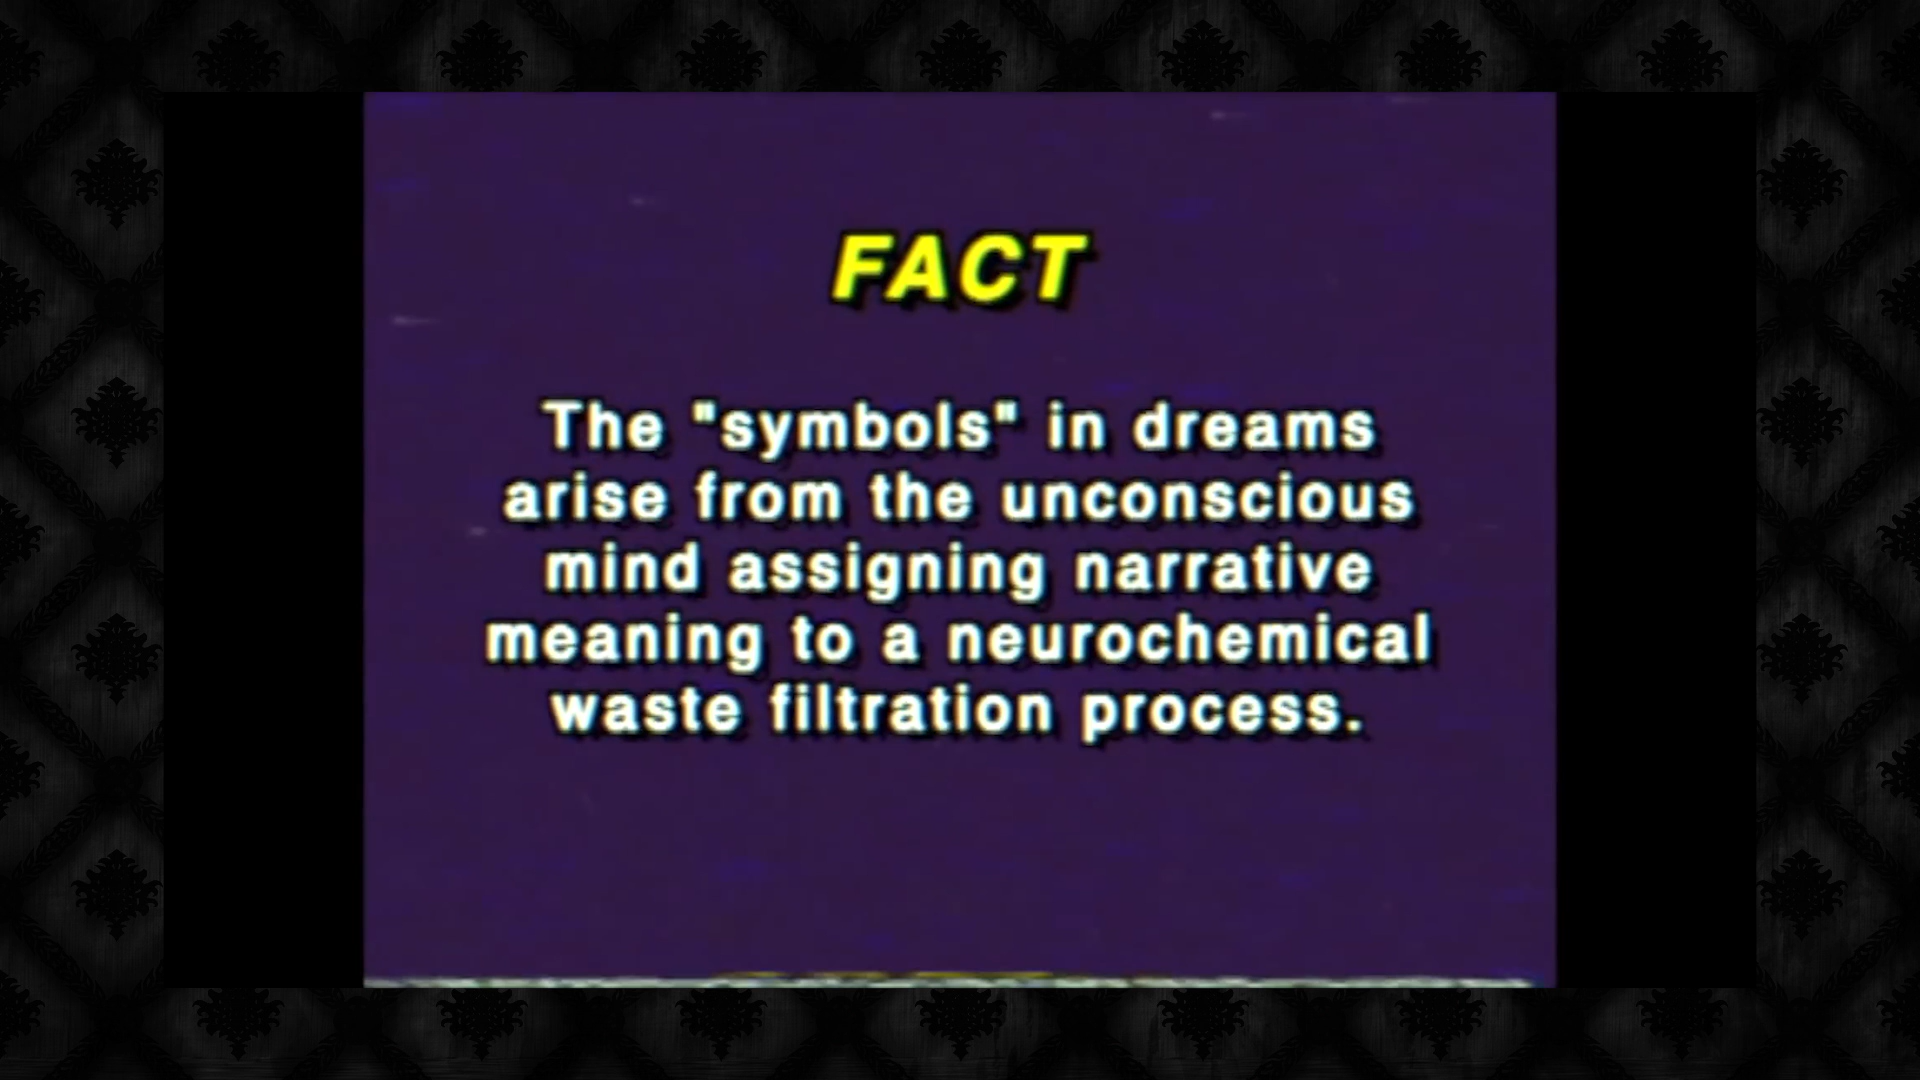 FACT
The "symbols" in dreams
arise from the unconscious
mind assigning narrative
meaning to a neurochemical
waste filtration process.